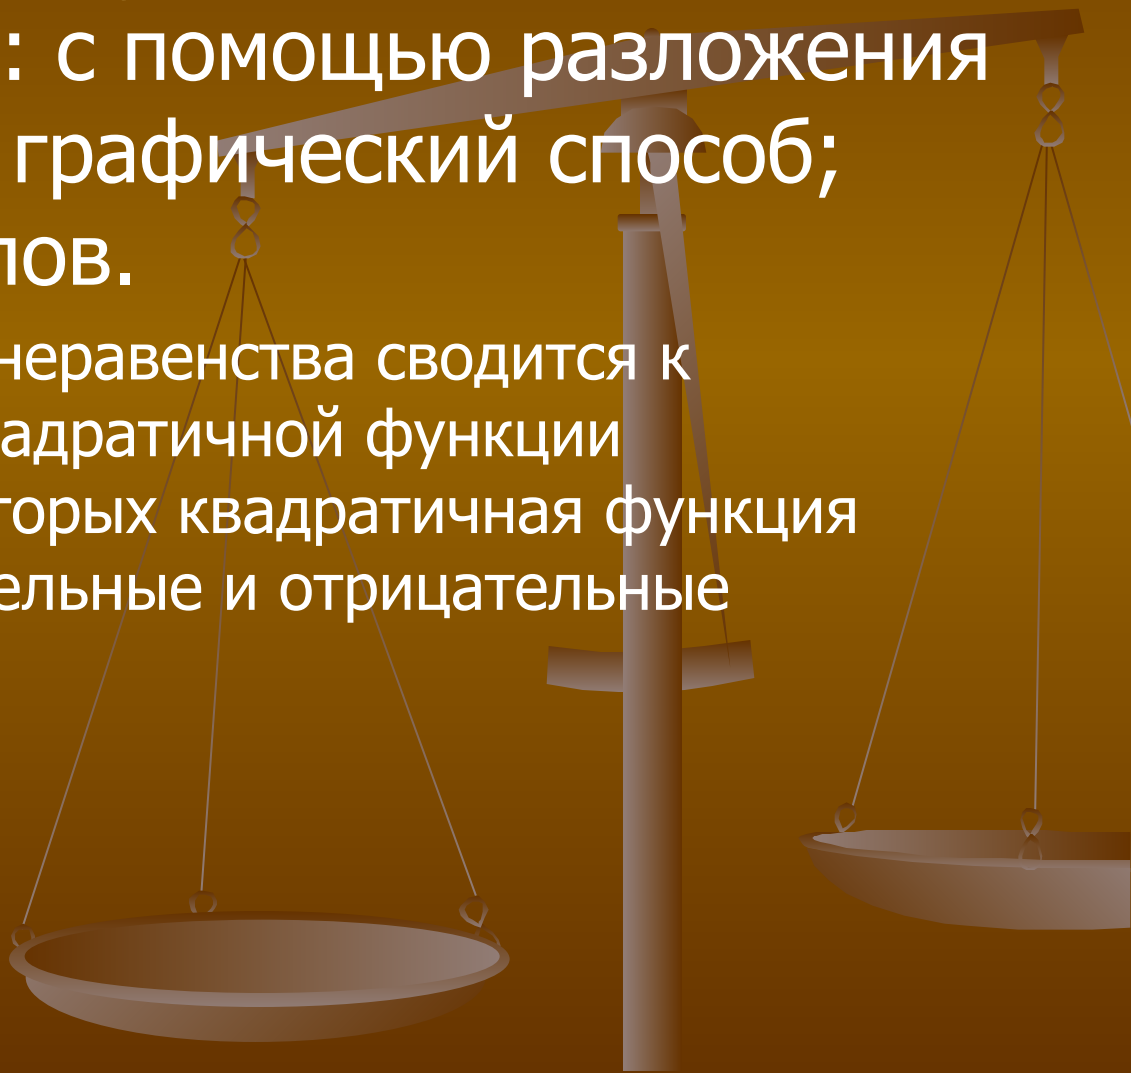 : с помощью разложения
графический способ;
лов.
неравенства сводится к
адратичной функции
торых квадратичная функция
ельные и отрицательные